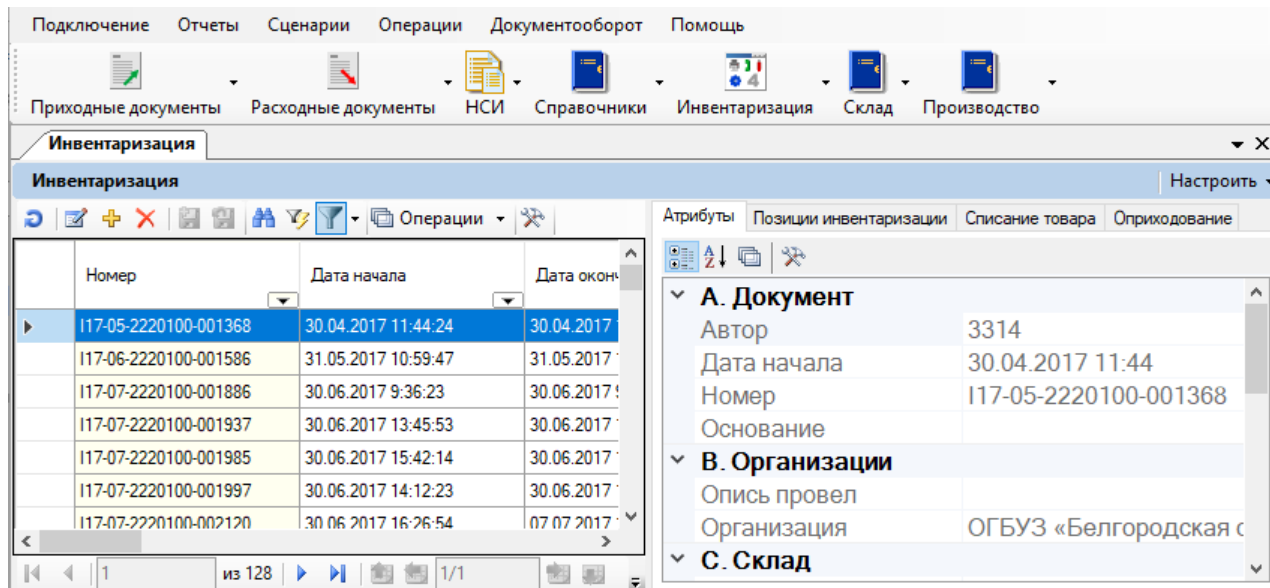 Подключение Отчеты Сценарии Операции Документооборот Помощь
Приходные документы Расходные документы НСИ Справочники Инвентаризация Склад Производство
Инвентаризация
Инвентаризация Настроить
Операции
Атрибуты Позиции инвентаризации Списание товара Оприходование
Номер Дата начала Дата оконч
I17-05-2220100-001368 30.04.2017 11:44:24 30.04.2017
I17-06-2220100-001586 31.05.2017 10:59:47 31.05.2017
I17-07-2220100-001886 30.06.2017 9:36:23 30.06.2017
I17-07-2220100-001937 30.06.2017 13:45:53 30.06.2017
I17-07-2220100-001985 30.06.2017 15:42:14 30.06.2017
I17-07-2220100-001997 30.06.2017 14:12:23 30.06.2017
I17-07-2220100-002120 30.06.2017 16:26:54 07.07.2017
1 из 128 1/1
A. Документ
Автор 3314
Дата начала 30.04.2017 11:44
Номер I17-05-2220100-001368
Основание
B. Организации
Опись провел
Организация ОГБУЗ «Белгородская с
C. Склад